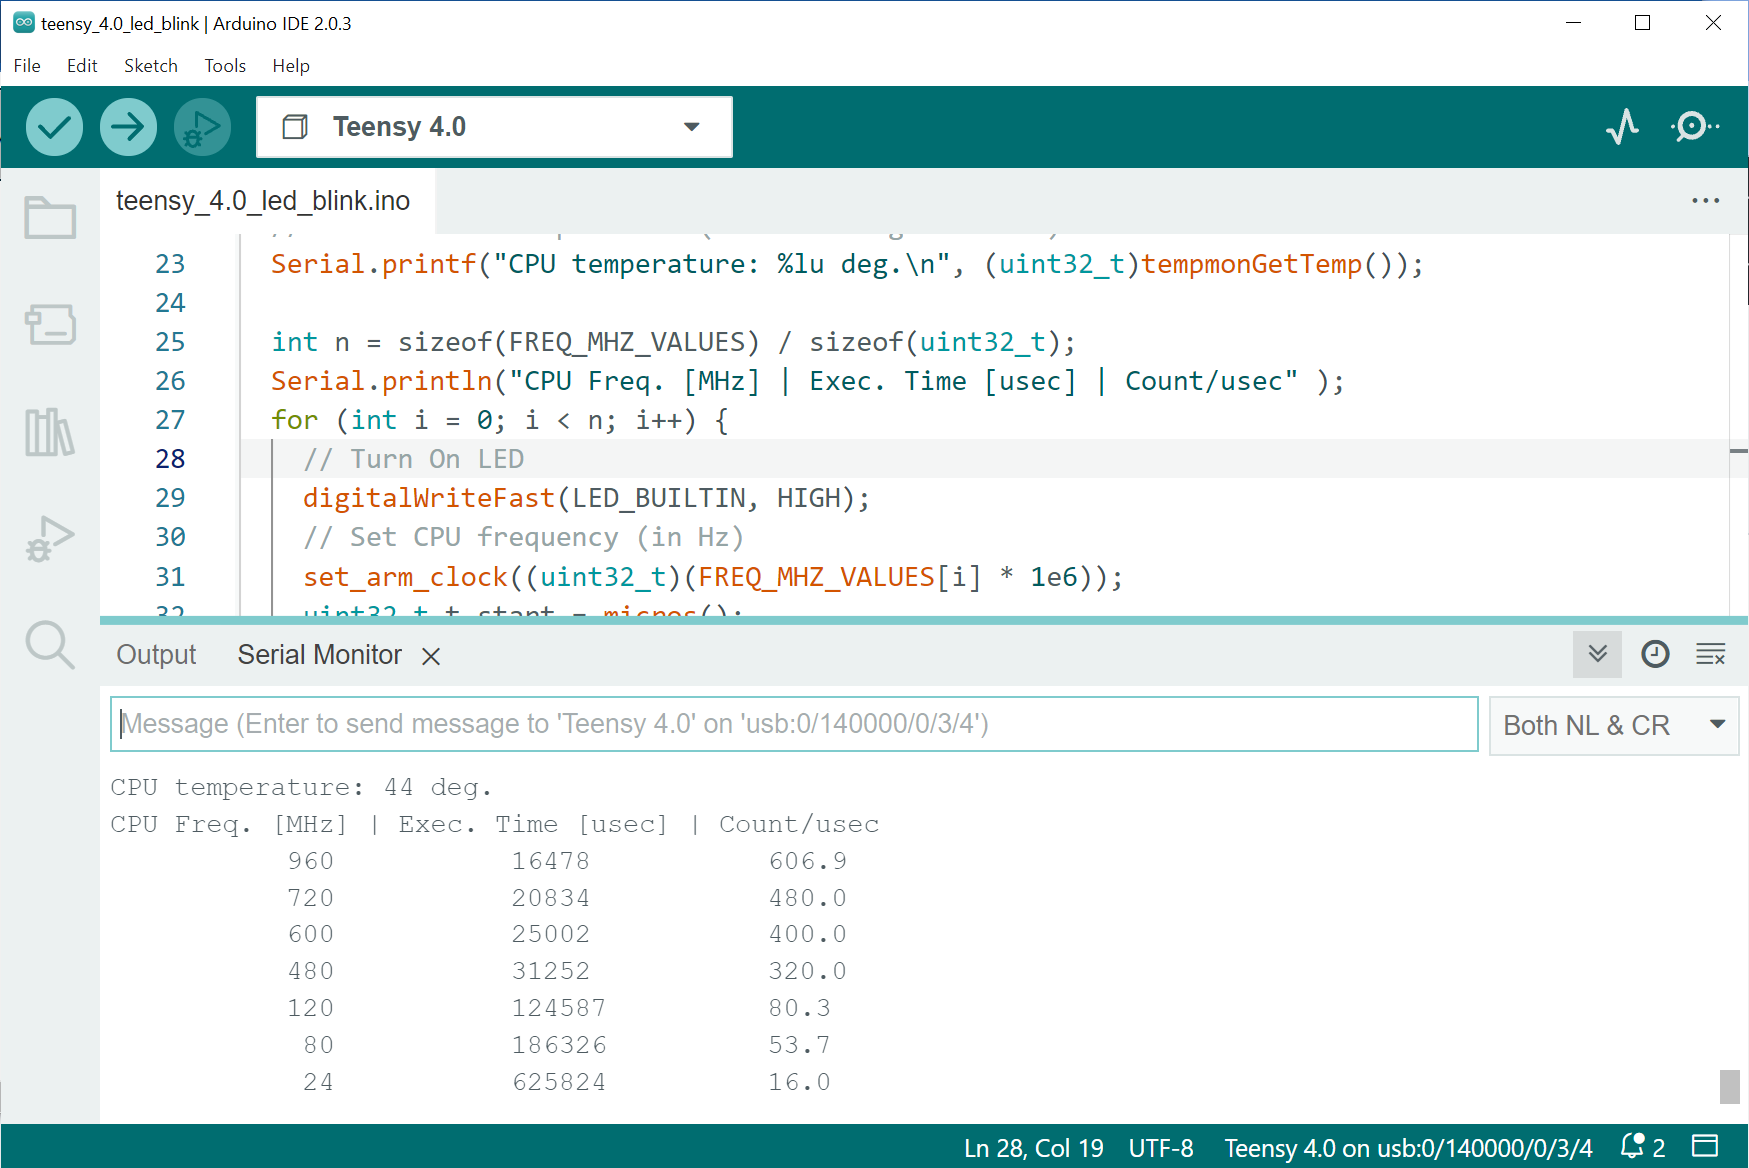 teensy_4.0_led_blink | Arduino IDE 2.0.3
File Edit Sketch Tools Help
Teensy 4.0
teensy_4.0_led_blink.ino
23 Serial.printf("CPU temperature: %lu deg.\n", (uint32_t)tempmonGetTemp());
24
25 int n = sizeof(FREQ_MHZ_VALUES) / sizeof(uint32_t);
26 Serial.println("CPU Freq. [MHz] | Exec. Time [usec] | Count/usec" );
27 for (int i = 0; i < n; i++) {
28 // Turn On LED
29 digitalWriteFast(LED_BUILTIN, HIGH);
30 // Set CPU frequency (in Hz)
31 set_arm_clock((uint32_t)(FREQ_MHZ_VALUES[i] * 1e6));
32 uint32_t t_start = micros();
Output Serial Monitor
Message (Enter to send message to 'Teensy 4.0' on 'usb:0/140000/0/3/4')
Both NL & CR
CPU temperature: 44 deg.
CPU Freq. [MHz] | Exec. Time [usec] | Count/usec
960 16478 606.9
720 20834 480.0
600 25002 400.0
480 31252 320.0
120 124587 80.3
80 186326 53.7
24 625824 16.0
Ln 28, Col 19 UTF-8 Teensy 4.0 on usb:0/140000/0/3/4 2